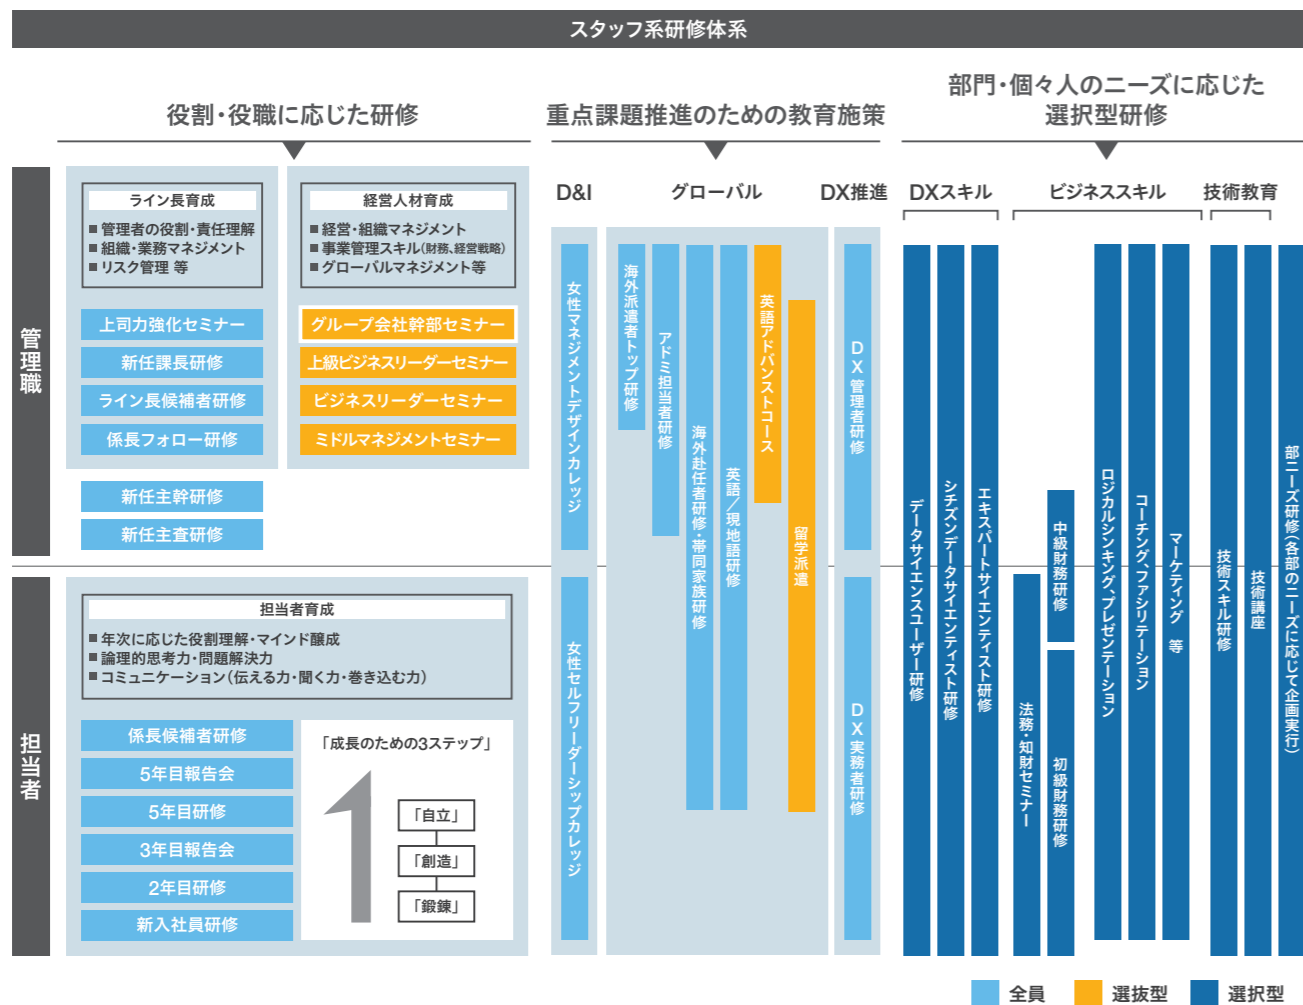 スタッフ系研修体系
役割・役職に応じた研修
重点課題推進のための教育施策
部門・個々人のニーズに応じた
選択型研修
管理職
ライン長育成
■ 管理者の役割・責任理解
■ 組織・業務マネジメント
■ リスク管理 等
上司力強化セミナー
新任課長研修
ライン長候補者研修
係長フォロー研修
新任主幹研修
新任主査研修
経営人材育成
■ 経営・組織マネジメント
■ 事業管理スキル(財務、経営戦略)
■ グローバルマネジメント等
グループ会社幹部セミナー
上級ビジネスリーダーセミナー
ビジネスリーダーセミナー
ミドルマネジメントセミナー
担当者
担当者育成
■ 年次に応じた役割理解・マインド醸成
■ 論理的思考力・問題解決力
■ コミュニケーション(伝える力・聞く力・巻き込む力)
係長候補者研修
5年目報告会
5年目研修
3年目報告会
2年目研修
新入社員研修
「成長のための3ステップ」
「自立」
「創造」
「鍛錬」
D&I
女性マネジメントデザインカレッジ
女性セルフリーダーシップカレッジ
グローバル
海外派遣者トップ研修
アドミ担当者研修
海外赴任者研修・帯同家族研修
英語／現地語研修
英語アドバンストコース
留学派遣
DX推進
DX管理者研修
DX実務者研修
DXスキル
データサイエンスユーザー研修
シチズンデータサイエンティスト研修
エキスパートサイエンティスト研修
ビジネススキル
法務・知財セミナー
中級財務研修
初級財務研修
ロジカルシンキング、プレゼンテーション
コーチング、ファシリテーション
マーケティング 等
技術教育
技術スキル研修
技術講座
部ニーズ研修(各部のニーズに応じて企画実行)
全員
選抜型
選択型